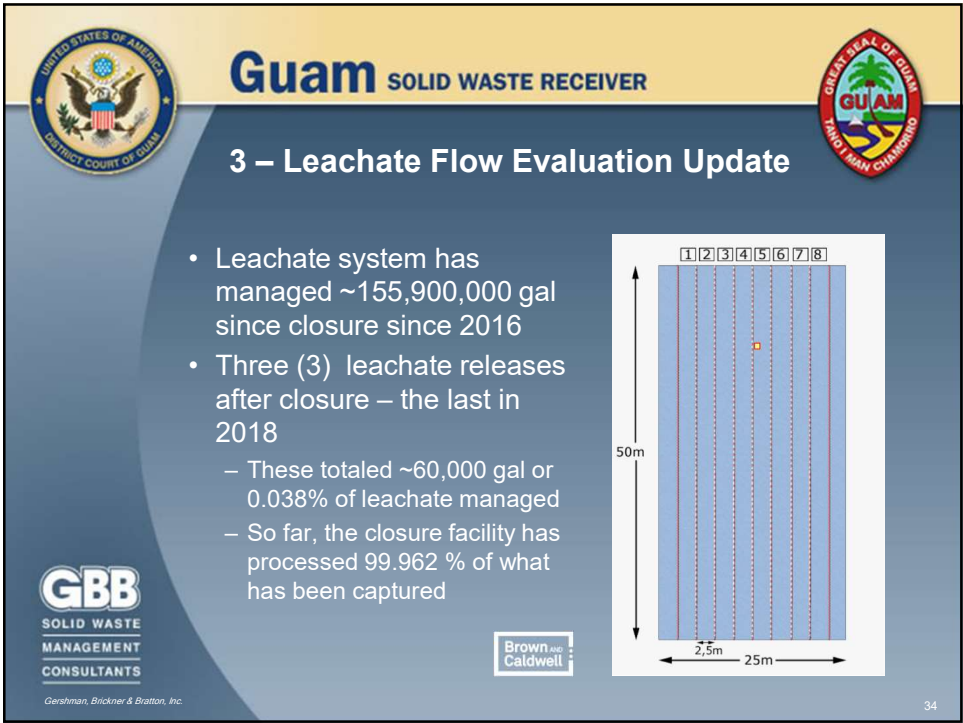 UNITED STATES OF AMERICA
DISTRICT COURT OF GUAM
Guam SOLID WASTE RECEIVER
GREAT SEAL OF GUAM
GUAM
TANO I MAN CHAMORRO
3 – Leachate Flow Evaluation Update
• Leachate system has
managed ~155,900,000 gal
since closure since 2016
• Three (3) leachate releases
after closure – the last in
2018
– These totaled ~60,000 gal or
0.038% of leachate managed
– So far, the closure facility has
processed 99.962 % of what
has been captured
1 2 3 4 5 6 7 8
50m
2,5m
25m
GBB
SOLID WASTE
MANAGEMENT
CONSULTANTS
Gershman, Brickner & Bratton, Inc.
Brown AND
Caldwell
34